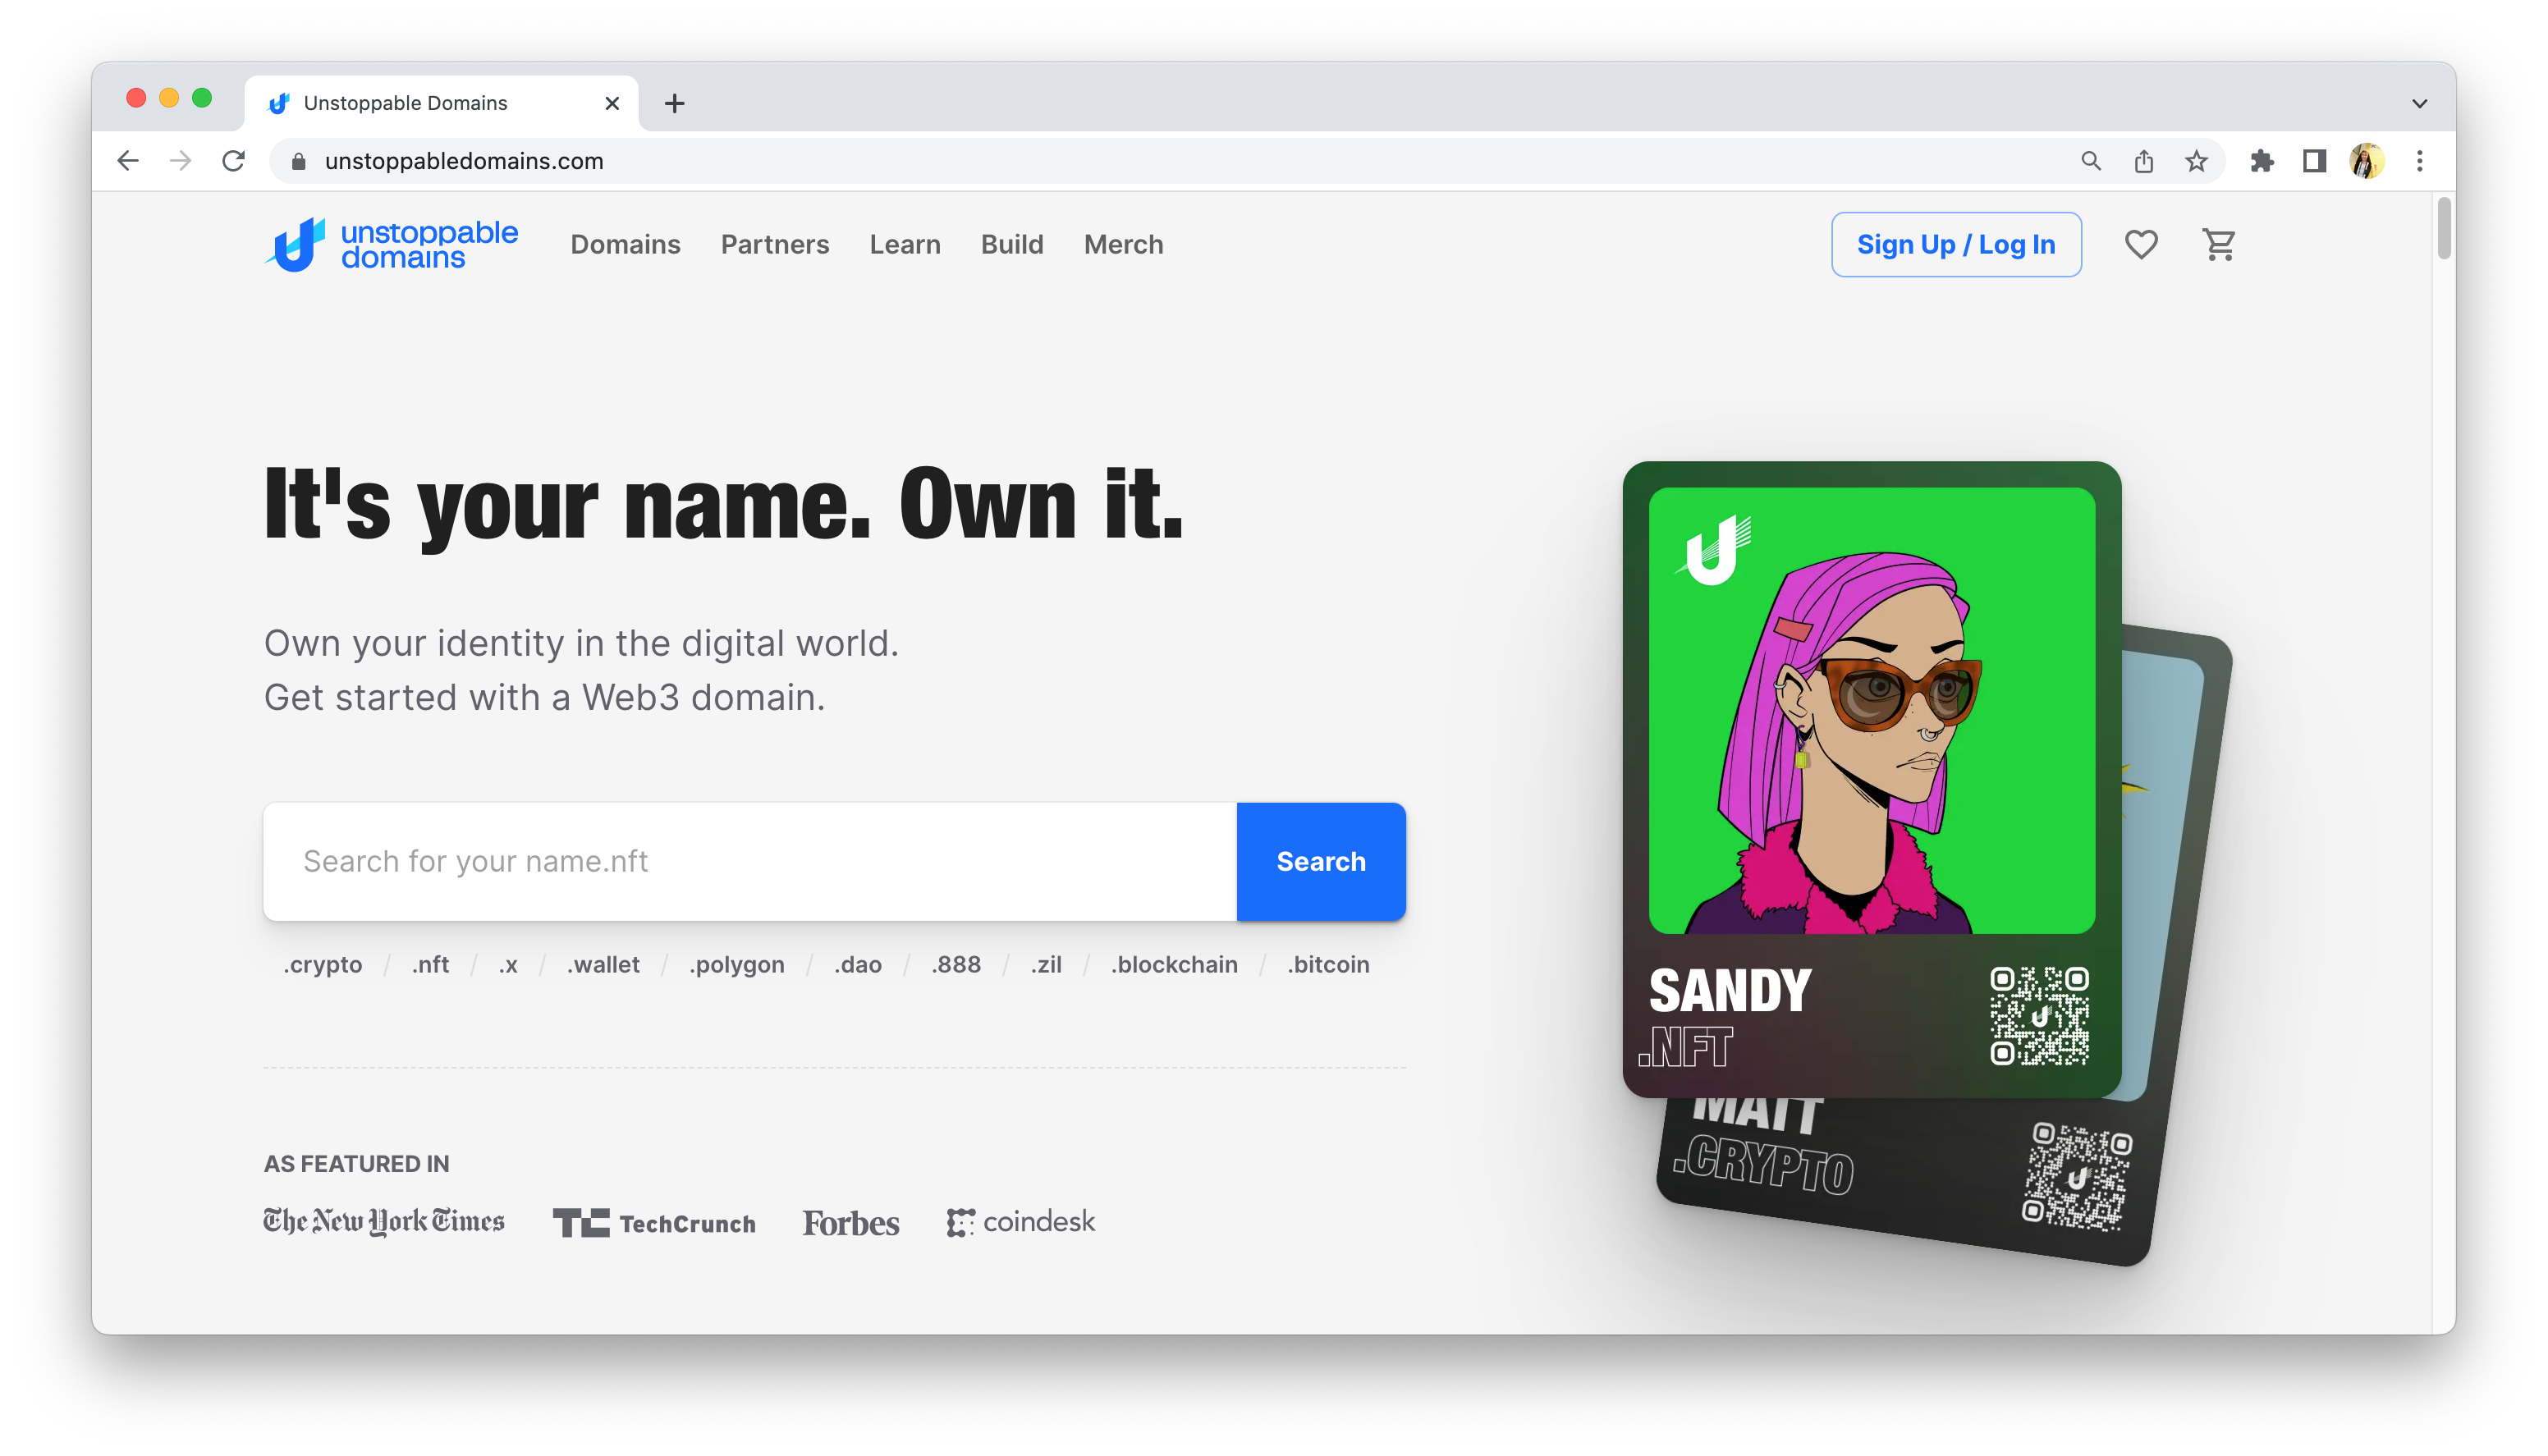 Unstoppable Domains
unstoppabledomains.com
unstoppable
domains
Domains Partners Learn Build Merch
Sign Up / Log In
It's your name. Own it.
Own your identity in the digital world.
Get started with a Web3 domain.
Search for your name.nft
Search
.crypto / .nft / .x / .wallet / .polygon / .dao / .888 / .zil / .blockchain / .bitcoin
AS FEATURED IN
The New York Times
TC TechCrunch
Forbes
coindesk
SANDY
.NFT
MATT
.CRYPTO